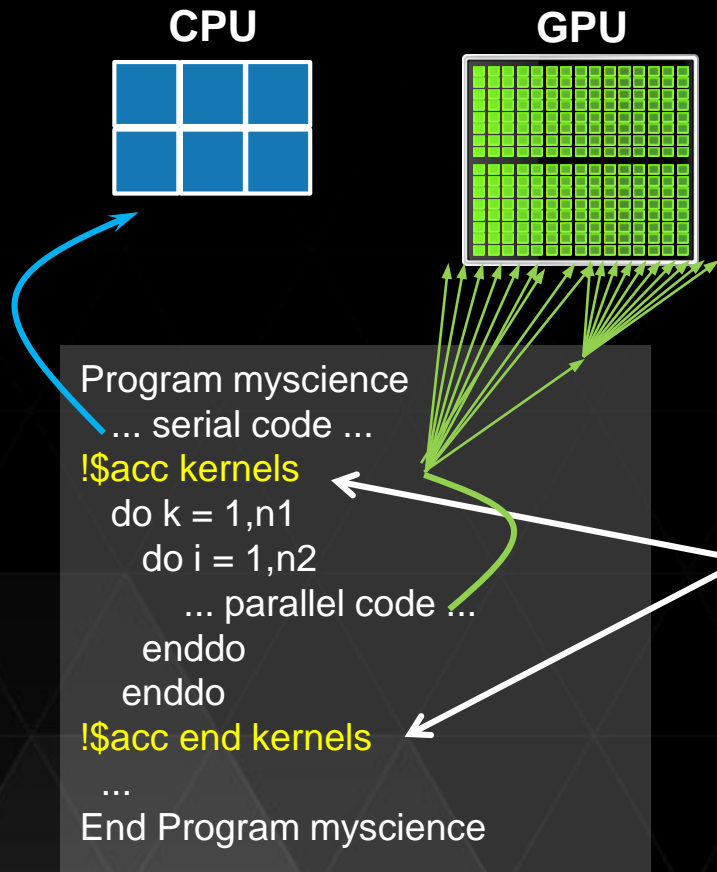 CPU
GPU
Program myscience
... serial code ...
!$acc kernels
do k = 1,n1
do i = 1,n2
... parallel code ...
enddo
enddo
!$acc end kernels
...
End Program myscience